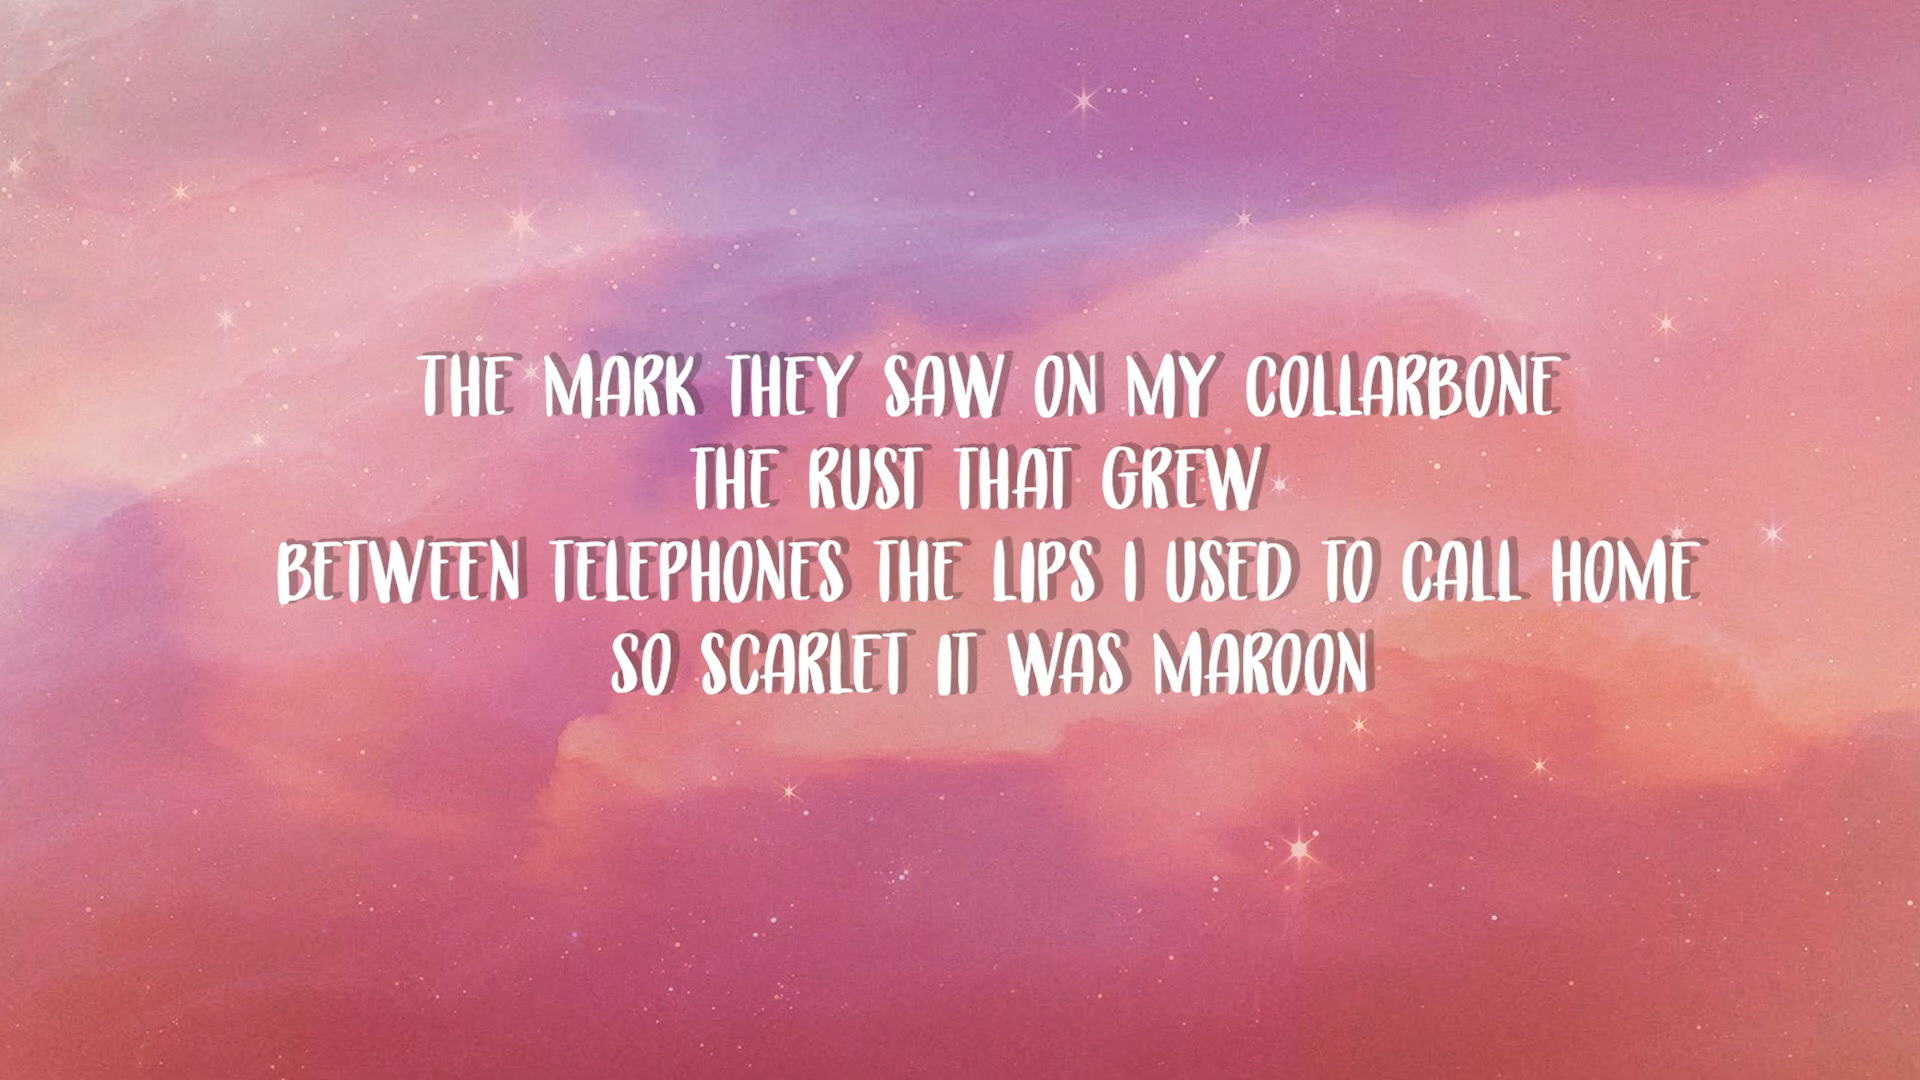 THE MARK THEY SAW ON MY COLLARBONE
THE RUST THAT GREW
BETWEEN TELEPHONES THE LIPS I USED TO CALL HOME
SO SCARLET IT WAS MAROON